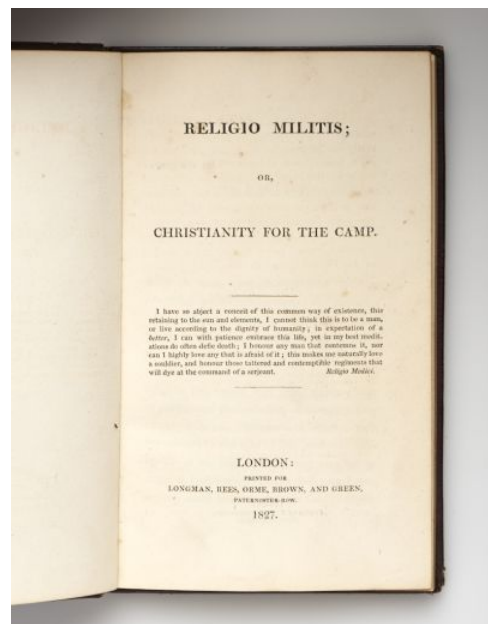 RELIGIO MILITIS;
OR,
CHRISTIANITY FOR THE CAMP.
I have so abject a conceit of this common way of existence, this
retaining to the sun and elements, I cannot think this is to be a man,
or live according to the dignity of humanity; in expectation of a
better, I can with patience embrace this life, yet in my best medit-
ations do often defie death; I honour any man that contemns it, nor
can I highly love any that is afraid of it; this makes me naturally love
a souldier, and honour those tattered and contemptible regiments that
will dye at the command of a serjeant. Religio Medici.
LONDON:
PRINTED FOR
LONGMAN, REES, ORME, BROWN, AND GREEN,
PATERNOSTER-ROW.
1827.